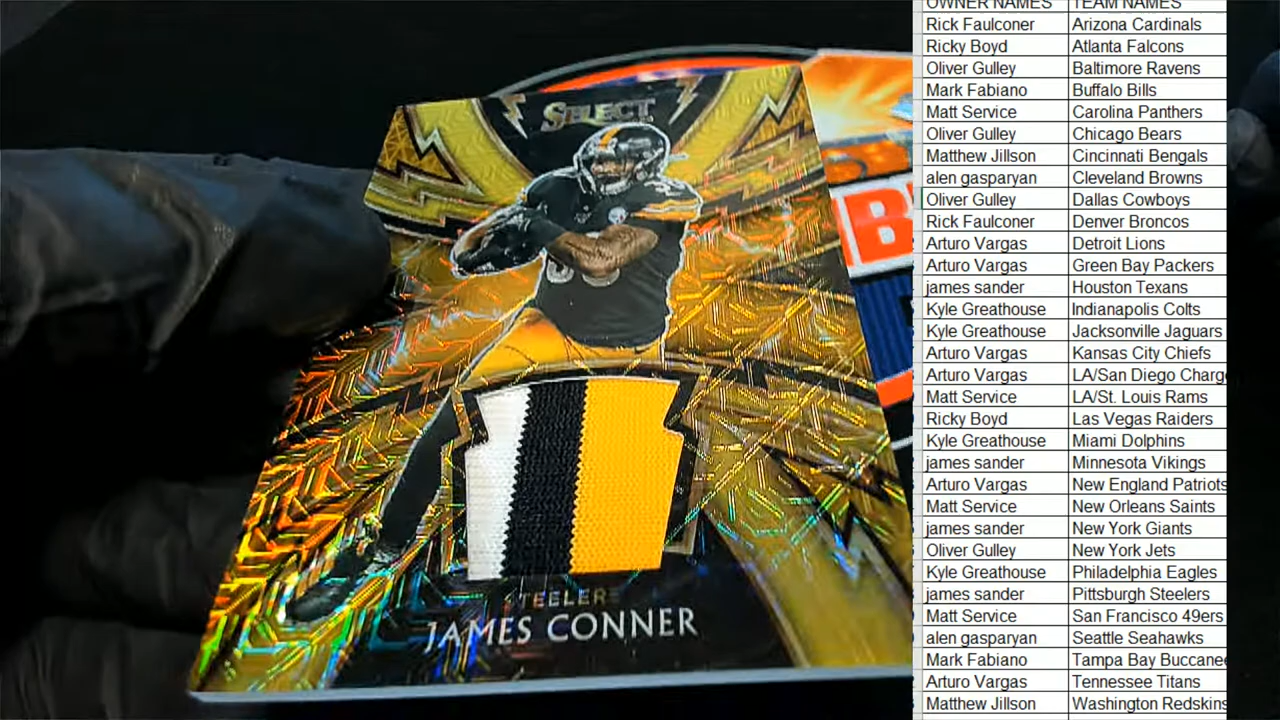 SELECT
STEELERS
JAMES CONNER
OWNER NAMES TEAM NAMES
Rick Faulconer Arizona Cardinals
Ricky Boyd Atlanta Falcons
Oliver Gulley Baltimore Ravens
Mark Fabiano Buffalo Bills
Matt Service Carolina Panthers
Oliver Gulley Chicago Bears
Matthew Jillson Cincinnati Bengals
alen gasparyan Cleveland Browns
Oliver Gulley Dallas Cowboys
Rick Faulconer Denver Broncos
Arturo Vargas Detroit Lions
Arturo Vargas Green Bay Packers
james sander Houston Texans
Kyle Greathouse Indianapolis Colts
Kyle Greathouse Jacksonville Jaguars
Arturo Vargas Kansas City Chiefs
Arturo Vargas LA/San Diego Charg
Matt Service LA/St. Louis Rams
Ricky Boyd Las Vegas Raiders
Kyle Greathouse Miami Dolphins
james sander Minnesota Vikings
Arturo Vargas New England Patriots
Matt Service New Orleans Saints
james sander New York Giants
Oliver Gulley New York Jets
Kyle Greathouse Philadelphia Eagles
james sander Pittsburgh Steelers
Matt Service San Francisco 49ers
alen gasparyan Seattle Seahawks
Mark Fabiano Tampa Bay Buccanee
Arturo Vargas Tennessee Titans
Matthew Jillson Washington Redskins